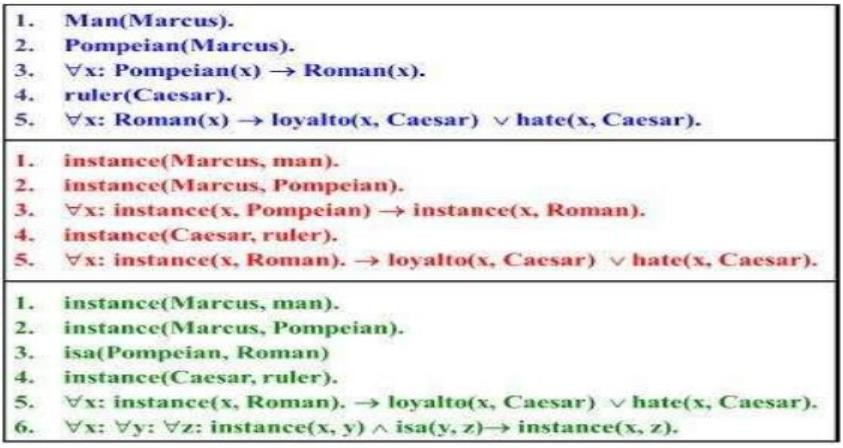 1. Man(Marcus).
2. Pompeian(Marcus).
3. ∀x: Pompeian(x) → Roman(x).
4. ruler(Caesar).
5. ∀x: Roman(x) → loyalto(x, Caesar) ∨ hate(x, Caesar).
1. instance(Marcus, man).
2. instance(Marcus, Pompeian).
3. ∀x: instance(x, Pompeian) → instance(x, Roman).
4. instance(Caesar, ruler).
5. ∀x: instance(x, Roman). → loyalto(x, Caesar) ∨ hate(x, Caesar).
1. instance(Marcus, man).
2. instance(Marcus, Pompeian).
3. isa(Pompeian, Roman)
4. instance(Caesar, ruler).
5. ∀x: instance(x, Roman). → loyalto(x, Caesar) ∨ hate(x, Caesar).
6. ∀x: ∀y: ∀z: instance(x, y) ∧ isa(y, z)→ instance(x, z).